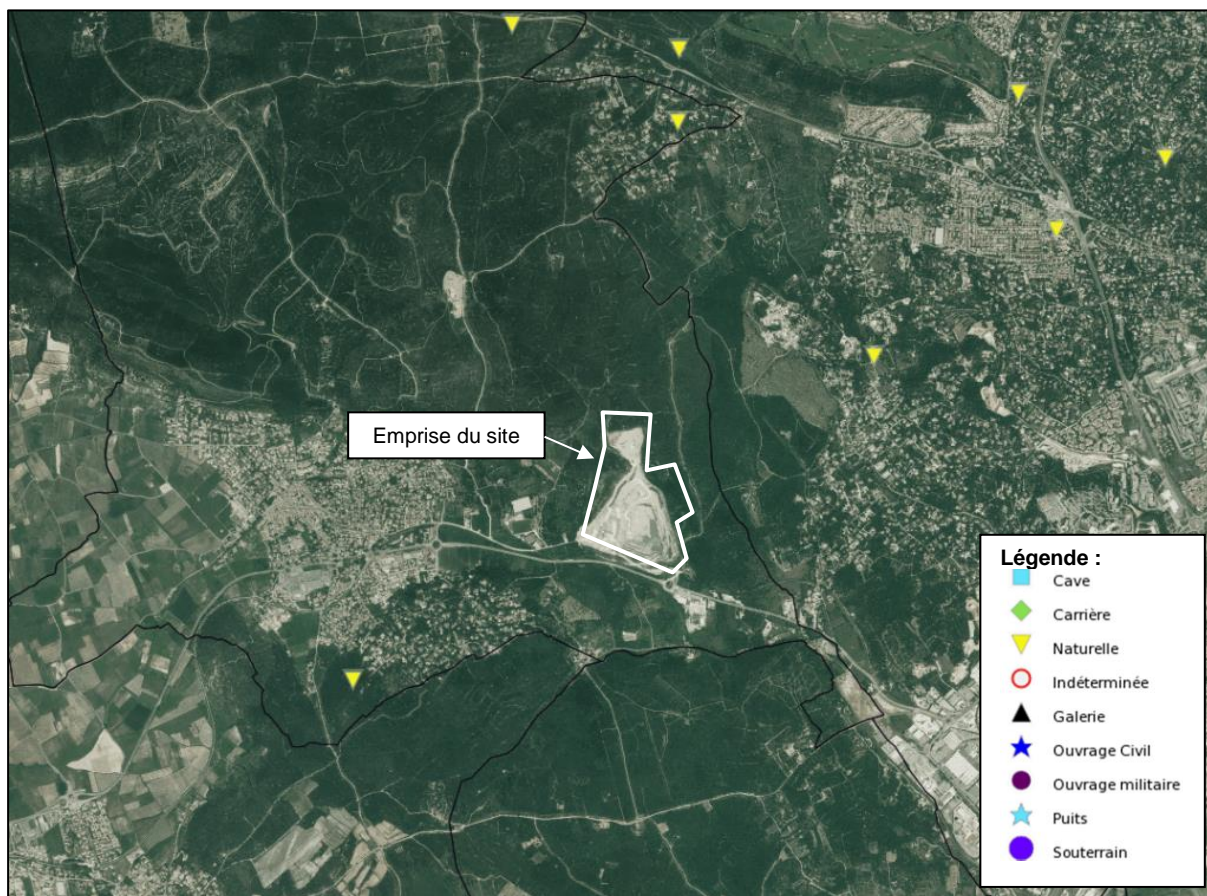 Emprise du site
Légende :
Cave
Carrière
Naturelle
Indéterminée
Galerie
Ouvrage Civil
Ouvrage militaire
Puits
Souterrain